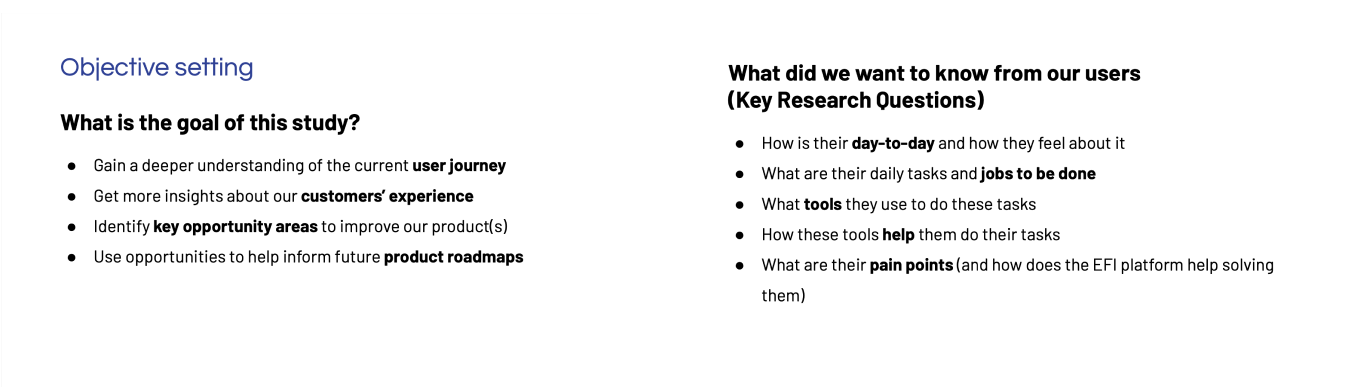 Objective setting
What is the goal of this study?
● Gain a deeper understanding of the current user journey
● Get more insights about our customers’ experience
● Identify key opportunity areas to improve our product(s)
● Use opportunities to help inform future product roadmaps
What did we want to know from our users
(Key Research Questions)
● How is their day-to-day and how they feel about it
● What are their daily tasks and jobs to be done
● What tools they use to do these tasks
● How these tools help them do their tasks
● What are their pain points (and how does the EFI platform help solving
them)